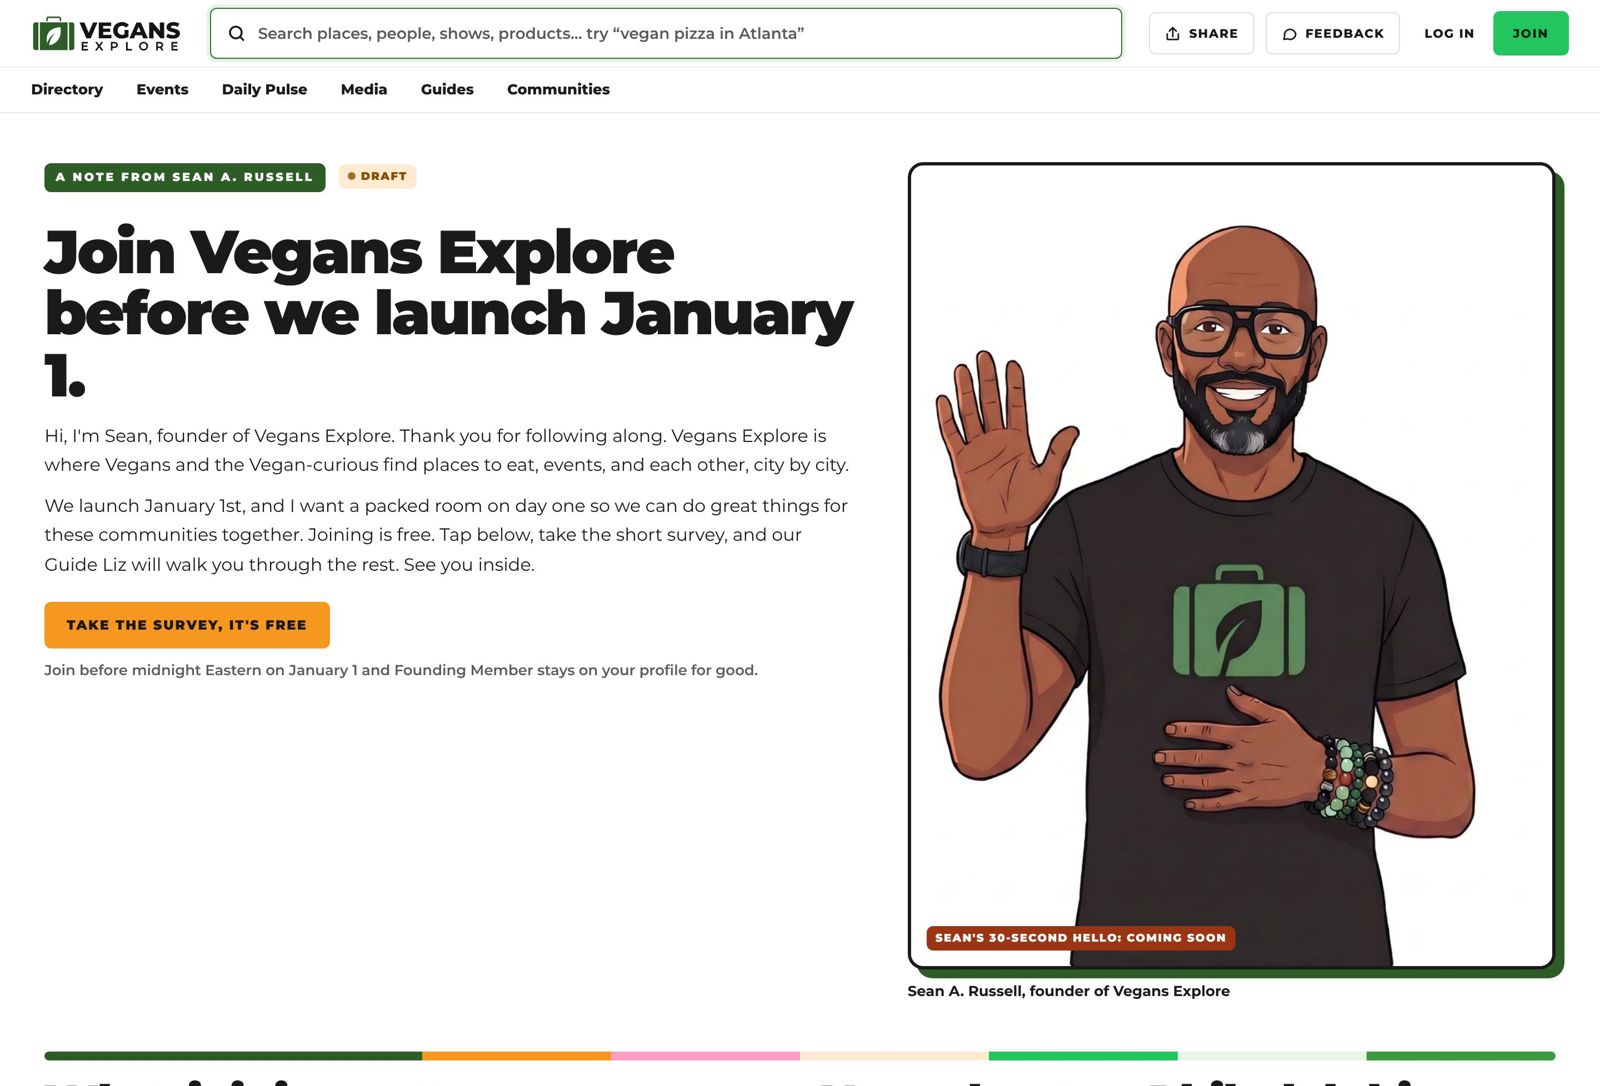 VEGANS
EXPLORE
Search places, people, shows, products... try “vegan pizza in Atlanta”
SHARE
FEEDBACK
LOG IN
JOIN
Directory
Events
Daily Pulse
Media
Guides
Communities
A NOTE FROM SEAN A. RUSSELL
DRAFT
Join Vegans Explore
before we launch January
1.
Hi, I'm Sean, founder of Vegans Explore. Thank you for following along. Vegans Explore is
where Vegans and the Vegan-curious find places to eat, events, and each other, city by city.
We launch January 1st, and I want a packed room on day one so we can do great things for
these communities together. Joining is free. Tap below, take the short survey, and our
Guide Liz will walk you through the rest. See you inside.
TAKE THE SURVEY, IT'S FREE
Join before midnight Eastern on January 1 and Founding Member stays on your profile for good.
SEAN'S 30-SECOND HELLO: COMING SOON
Sean A. Russell, founder of Vegans Explore